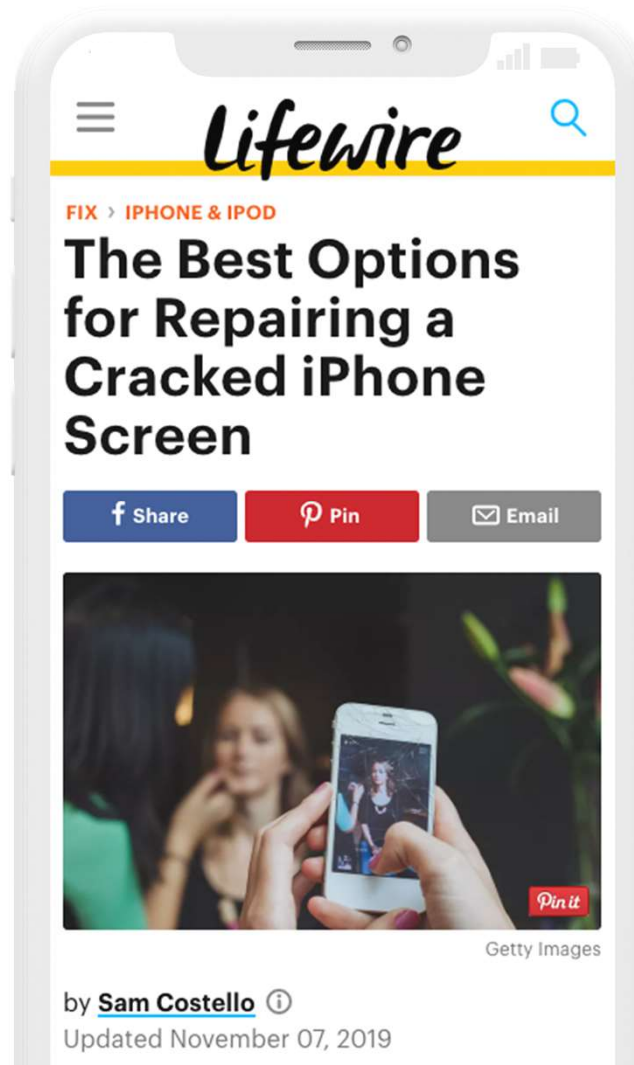 Lifewire
FIX > IPHONE & IPOD
The Best Options
for Repairing a
Cracked iPhone
Screen
f Share
Pin
Email
Pin it
Getty Images
by Sam Costello
Updated November 07, 2019